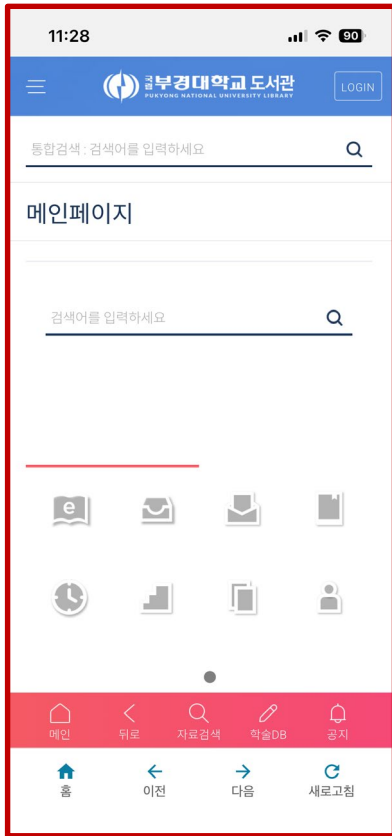 11:28
90
국립부경대학교 도서관
PUKYONG NATIONAL UNIVERSITY LIBRARY
LOGIN
통합검색 : 검색어를 입력하세요
메인페이지
검색어를 입력하세요
e
메인 뒤로 자료검색 학술DB 공지
홈 이전 다음 새로고침